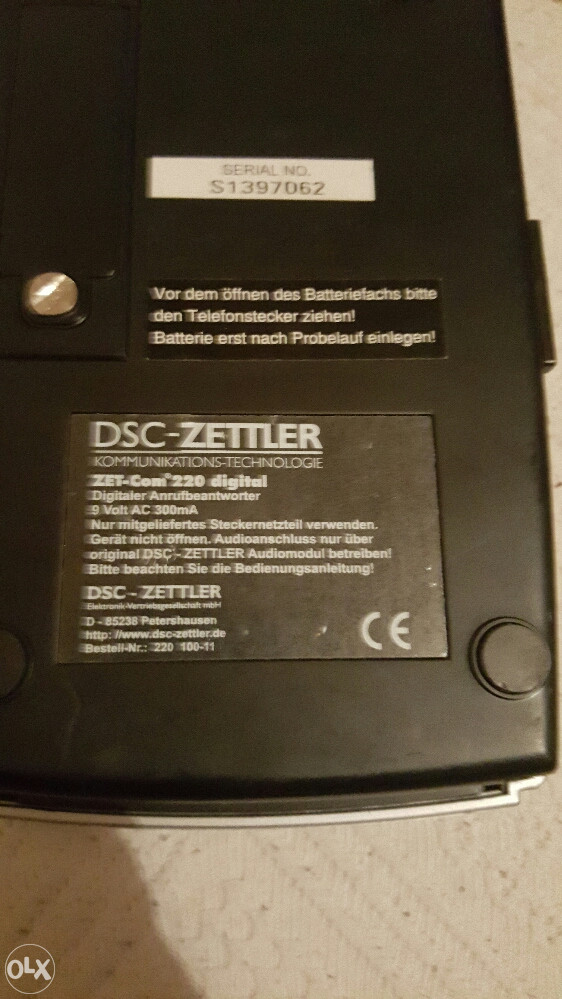 SERIAL NO.
S1397062
Vor dem öffnen des Batteriefachs bitte
den Telefonstecker ziehen!
Batterie erst nach Probelauf einlegen!
DSC-ZETTLER
KOMMUNIKATIONS-TECHNOLOGIE
ZET-Com® 220 digital
Digitaler Anrufbeantworter
9 Volt AC 300mA
Nur mitgeliefertes Steckernetzteil verwenden.
Gerät nicht öffnen. Audioanschluss nur über
original DSC - ZETTLER Audiomodul betreiben!
Bitte beachten Sie die Bedienungsanleitung!
DSC - ZETTLER
Elektronik-Vertriebsgesellschaft mbH
D - 85238 Petershausen
http: //www.dsc-zettler.de
Bestell-Nr.: 220 100-11
CE
OLX